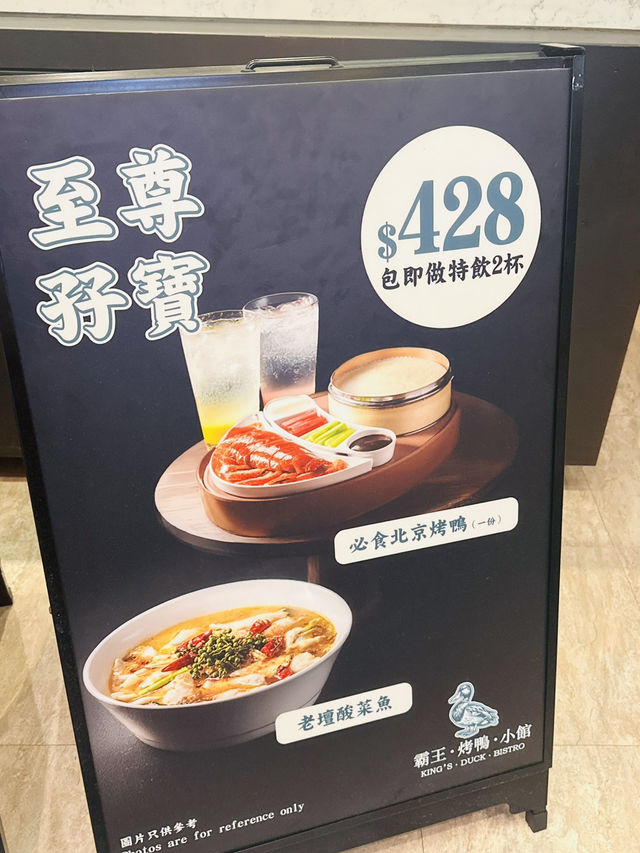 至尊
孖寶
$428
包即做特飲2杯
必食北京烤鴨(一份)
老壇酸菜魚
霸王·烤鴨·小館
KING'S · DUCK · BISTRO
圖片只供參考
Photos are for reference only